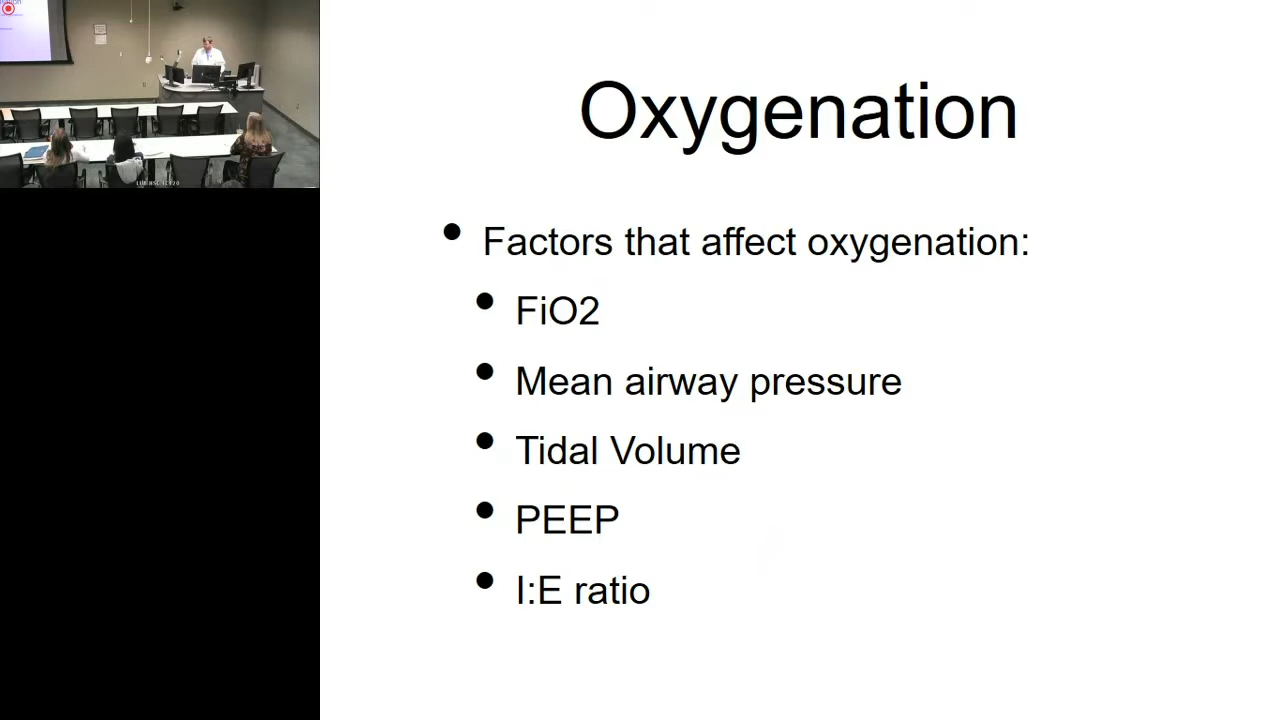 Oxygenation
Factors that affect oxygenation:
FiO2
Mean airway pressure
Tidal Volume
PEEP
I:E ratio